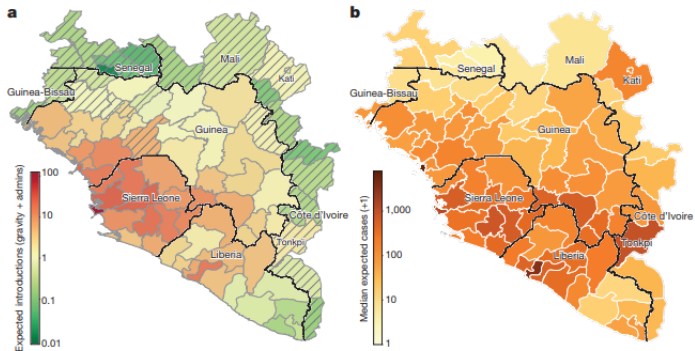 a
Senegal
Mali
Kati
Guinea-Bissau
Guinea
Sierra Leone
Côte d'Ivoire
Tonkpi
Liberia
Expected introductions (gravity + admins)
100
10
1
0.1
0.01
b
Senegal
Mali
Kati
Guinea-Bissau
Guinea
Sierra Leone
Côte d'Ivoire
Tonkpi
Liberia
Median expected cases (+1)
1,000
100
10
1